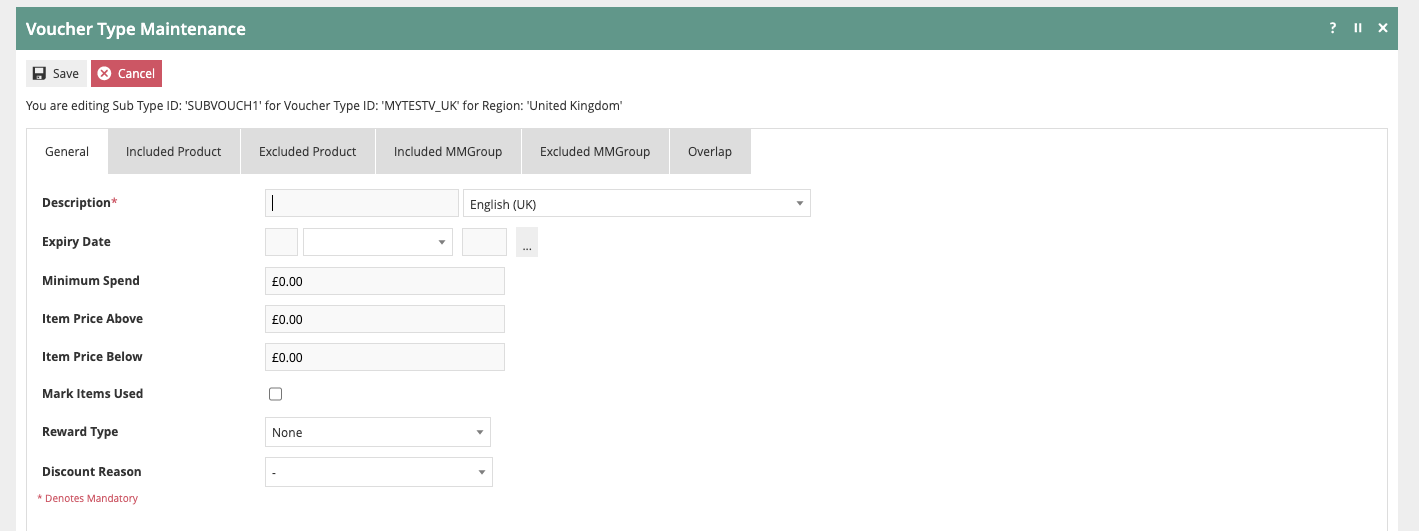 Voucher Type Maintenance ?
Save Cancel
You are editing Sub Type ID: 'SUBVOUCH1' for Voucher Type ID: 'MYTESTV_UK' for Region: 'United Kingdom'
General Included Product Excluded Product Included MMGroup Excluded MMGroup Overlap
Description* English (UK)
Expiry Date ...
Minimum Spend £0.00
Item Price Above £0.00
Item Price Below £0.00
Mark Items Used
Reward Type None
Discount Reason -
* Denotes Mandatory